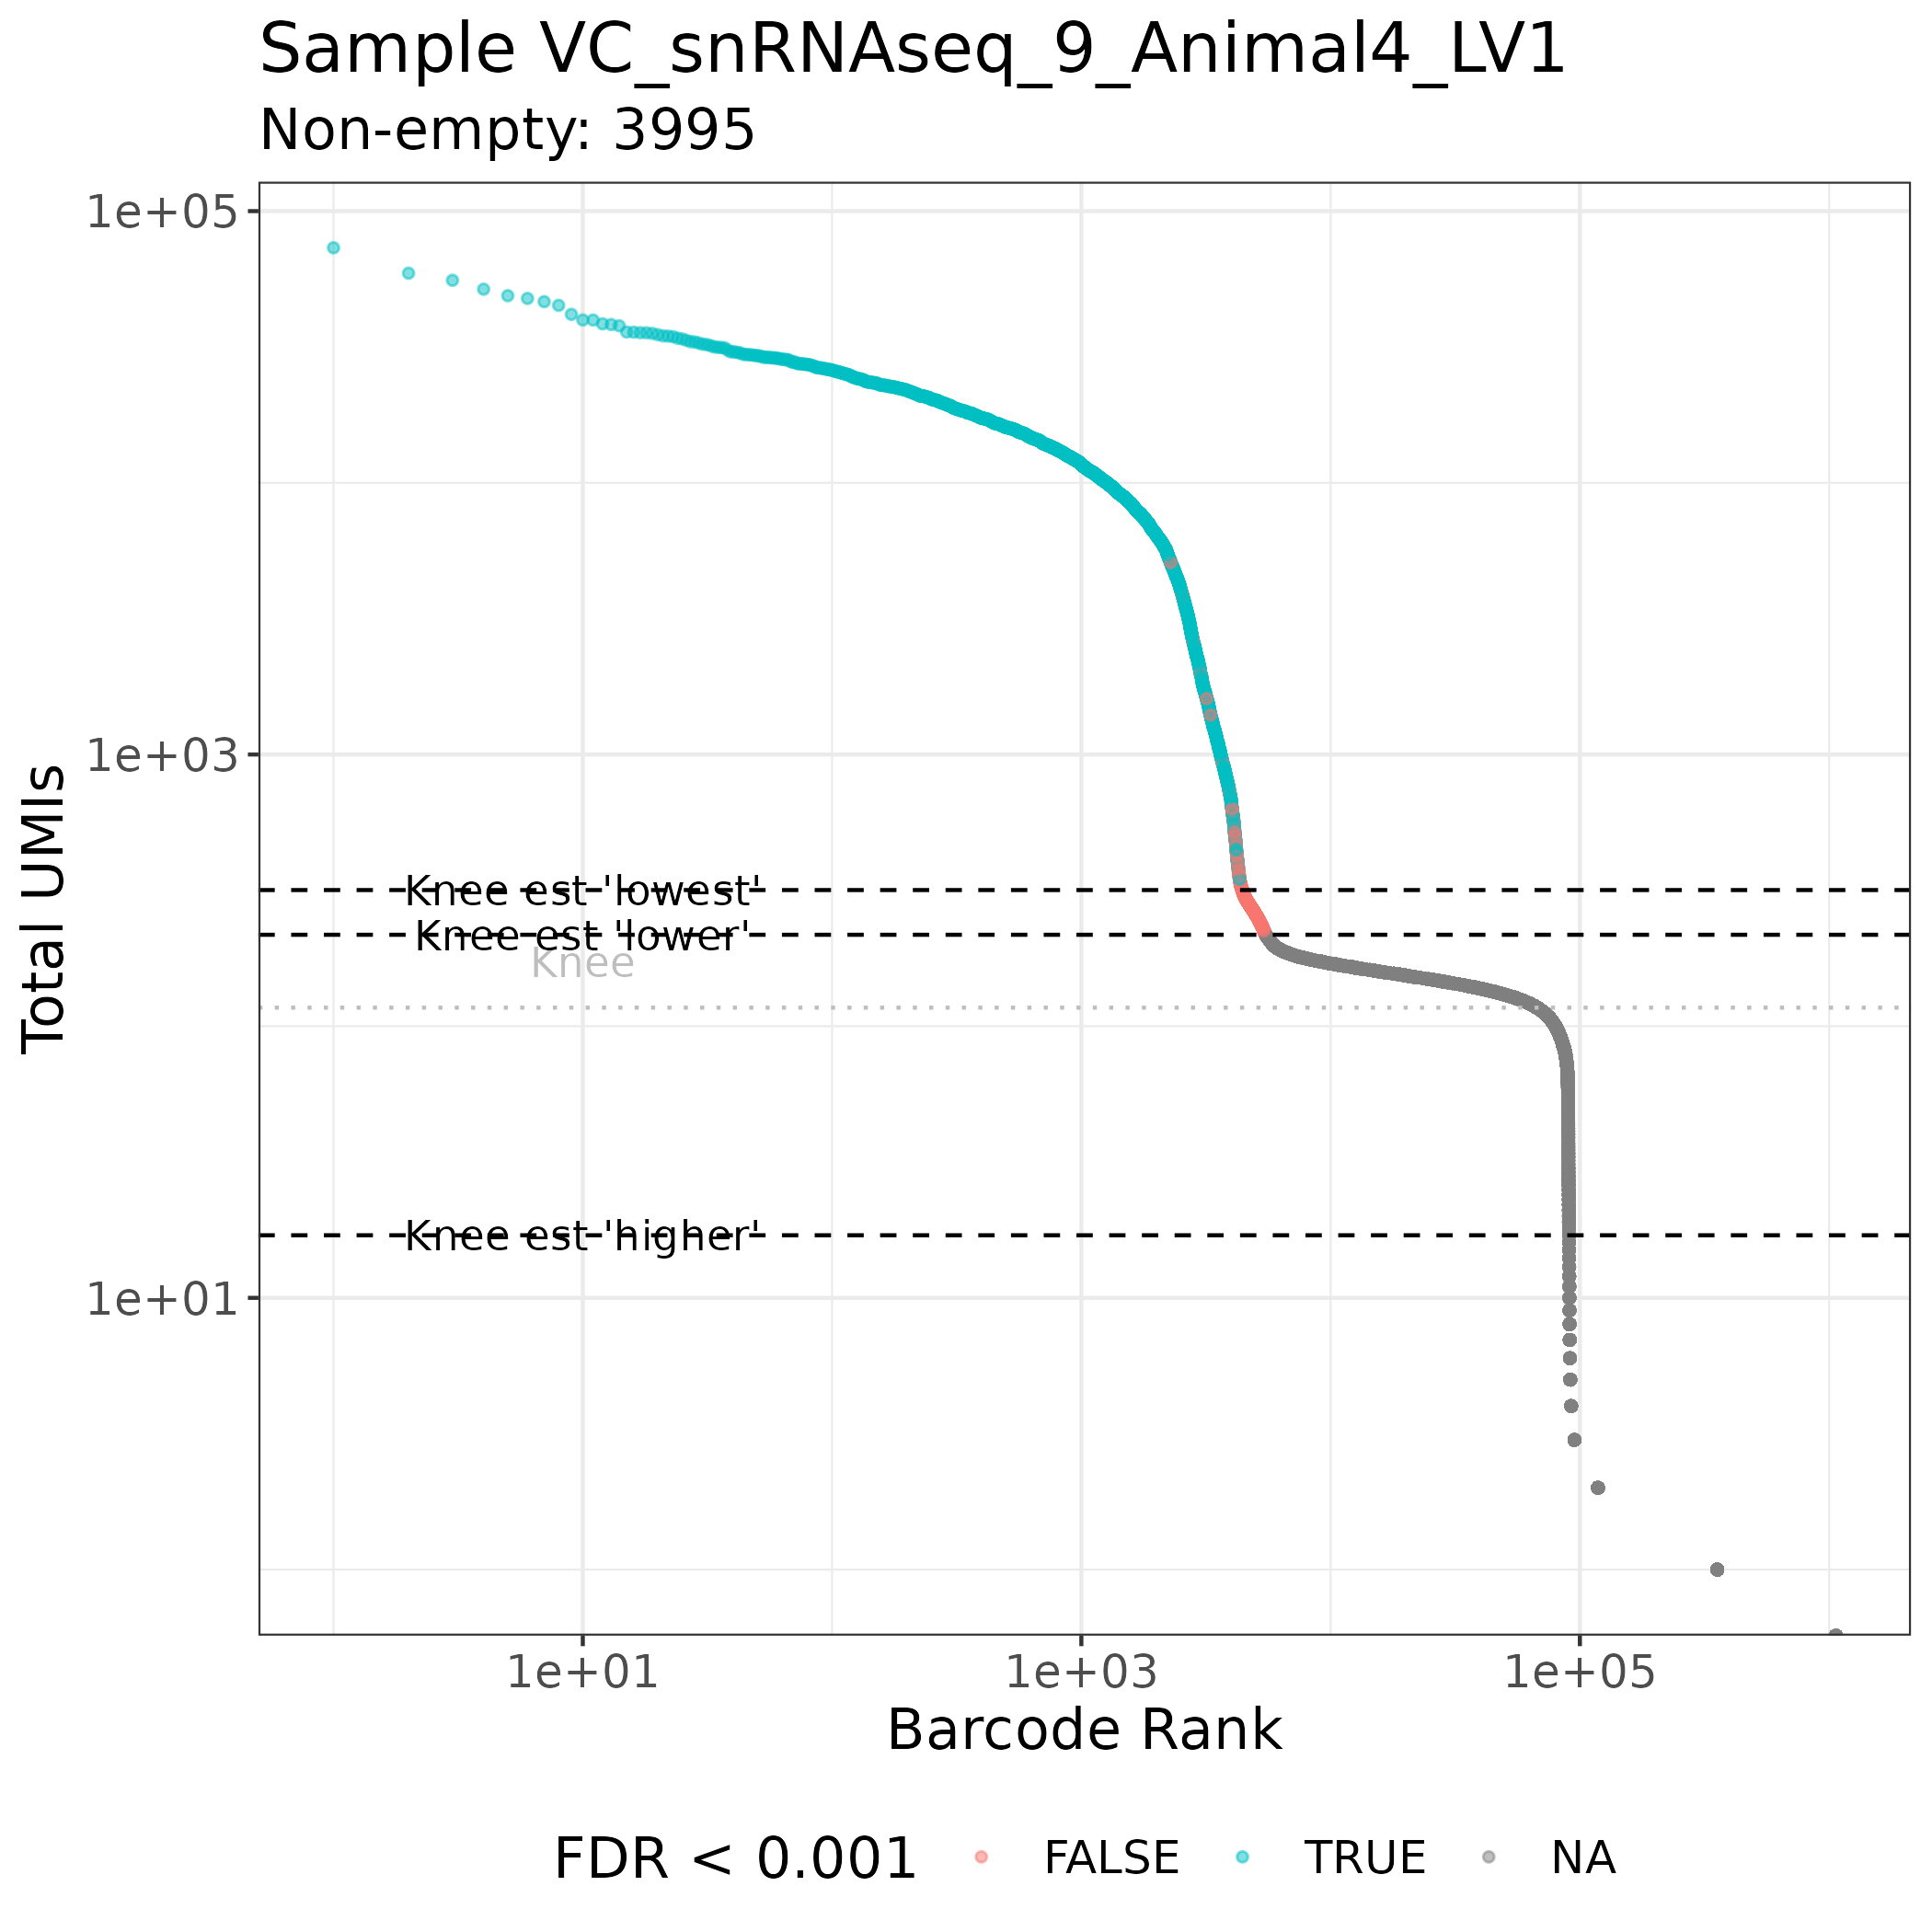 Sample VC_snRNAseq_9_Animal4_LV1
Non-empty: 3995
1e+05
1e+03
1e+01
Total UMIs
Knee est 'lowest'
Knee est 'lower'
Knee
Knee est 'higher'
1e+01
1e+03
1e+05
Barcode Rank
FDR < 0.001
FALSE
TRUE
NA